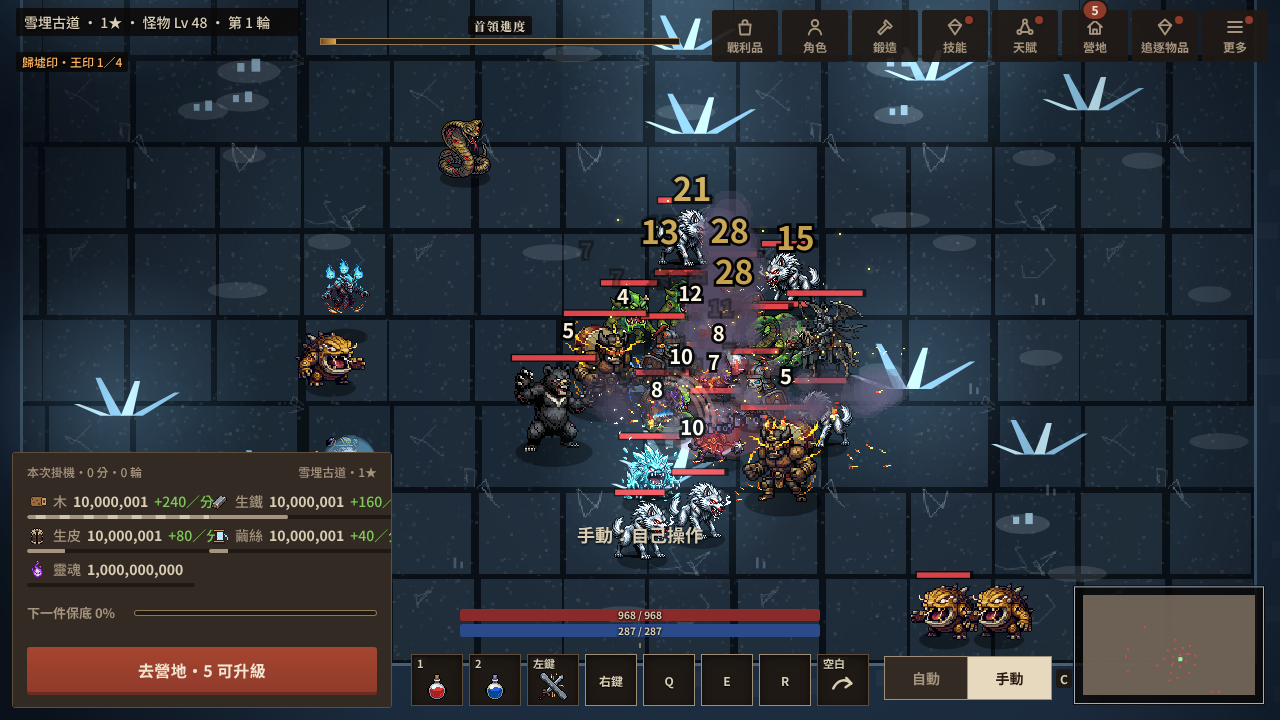 雪埋古道 · 1★ · 怪物 Lv 48 · 第 1 輪
首領進度
5
戰利品
角色
鍛造
技能
天賦
營地
追逐物品
更多
歸墟印·王印 1／4
21
13
28
15
7
28
7
4
12
11
5
8
10
7
8
5
10
手動 自己操作
本次掛機·0 分·0 輪
雪埋古道·1★
木 10,000,001 +240／分
生鐵 10,000,001 +160／
生皮 10,000,001 +80／分
繭絲 10,000,001 +40／分
靈魂 1,000,000,000
下一件保底 0%
去營地·5 可升級
968 / 968
287 / 287
1
2
左鍵
右鍵
Q
E
R
空白
自動
手動
C